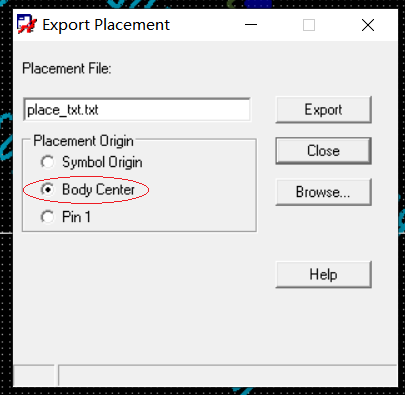 Export Placement
Placement File:
place_txt.txt
Export
Placement Origin
Symbol Origin
Close
Body Center
Browse...
Pin 1
Help